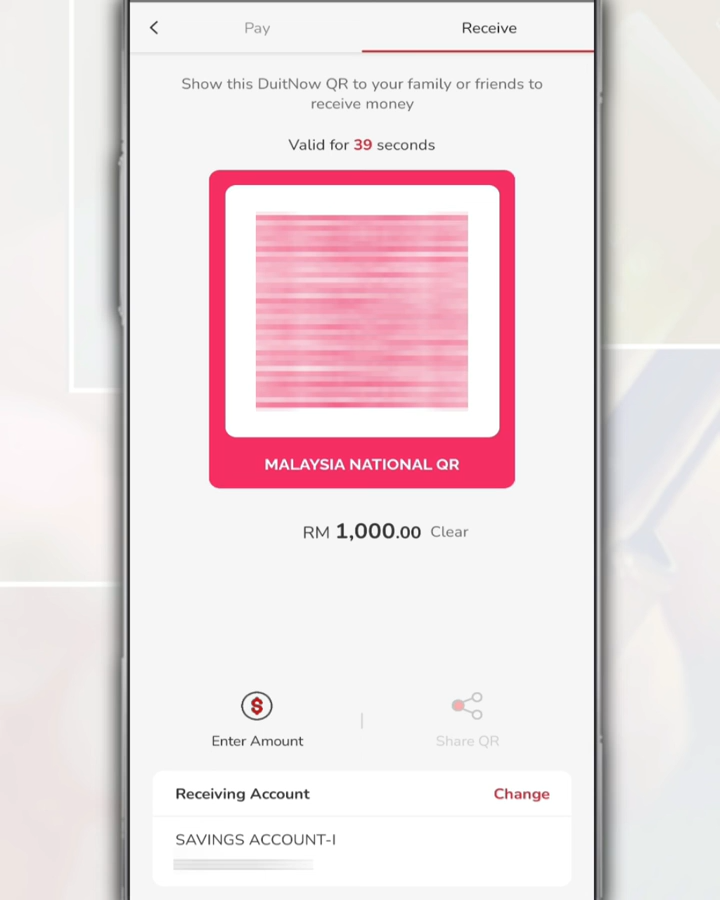 Pay
Receive
Show this DuitNow QR to your family or friends to
receive money
Valid for 39 seconds
MALAYSIA NATIONAL QR
RM 1,000.00 Clear
Enter Amount
Share QR
Receiving Account
Change
SAVINGS ACCOUNT-I